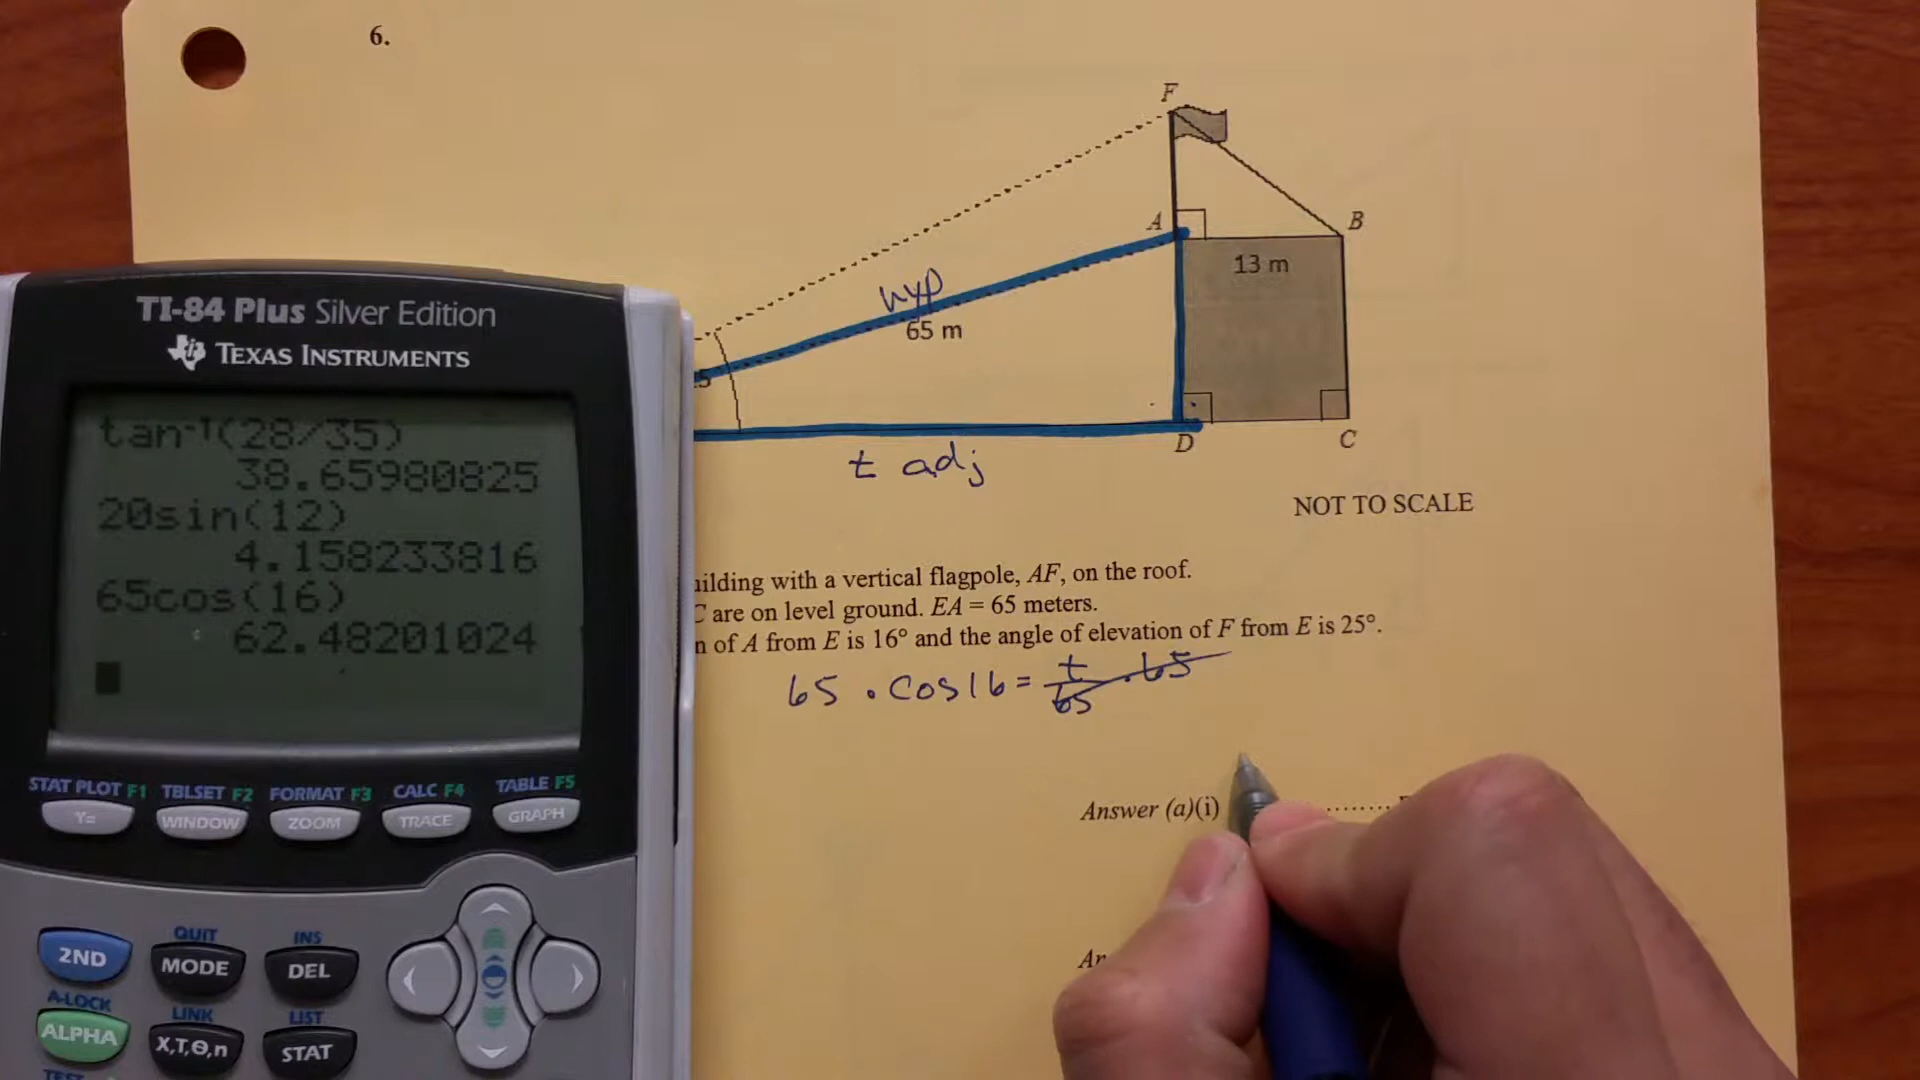 6.
F
A
B
13 m
hyp
65 m
D
C
t adj
NOT TO SCALE
building with a vertical flagpole, AF, on the roof.
C are on level ground. EA = 65 meters.
n of A from E is 16° and the angle of elevation of F from E is 25°.
65 . cos16 = t/65 . 65
Answer (a)(i) ........
TI-84 Plus Silver Edition
TEXAS INSTRUMENTS
tan⁻¹(28/35)
38.65980825
20sin(12)
4.158233816
65cos(16)
62.48201024
STAT PLOT F1 TBLSET F2 FORMAT F3 CALC F4 TABLE F5
Y= WINDOW ZOOM TRACE GRAPH
QUIT INS
2ND MODE DEL
A-LOCK LINK LIST
ALPHA X,T,Θ,n STAT